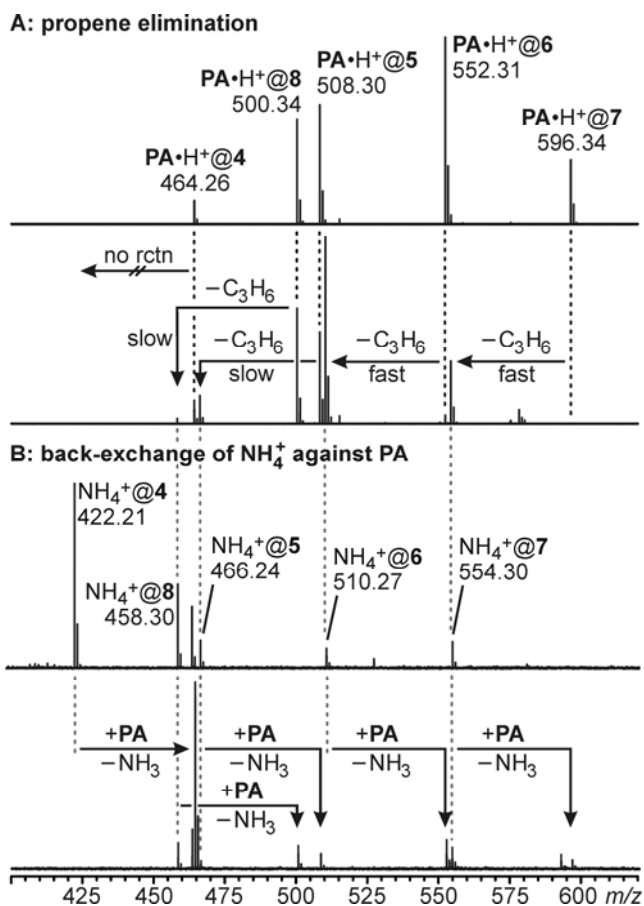 A: propene elimination
PA•H+@6
552.31
PA•H+@5
508.30
PA•H+@8
500.34
PA•H+@7
596.34
PA•H+@4
464.26
no rctn
–C3H6
slow
–C3H6
slow
–C3H6
fast
–C3H6
fast
B: back-exchange of NH4+ against PA
NH4+@4
422.21
NH4+@8
458.30
NH4+@5
466.24
NH4+@6
510.27
NH4+@7
554.30
+PA
–NH3
+PA
–NH3
+PA
–NH3
+PA
–NH3
+PA
–NH3
425 450 475 500 525 550 575 600 m/z